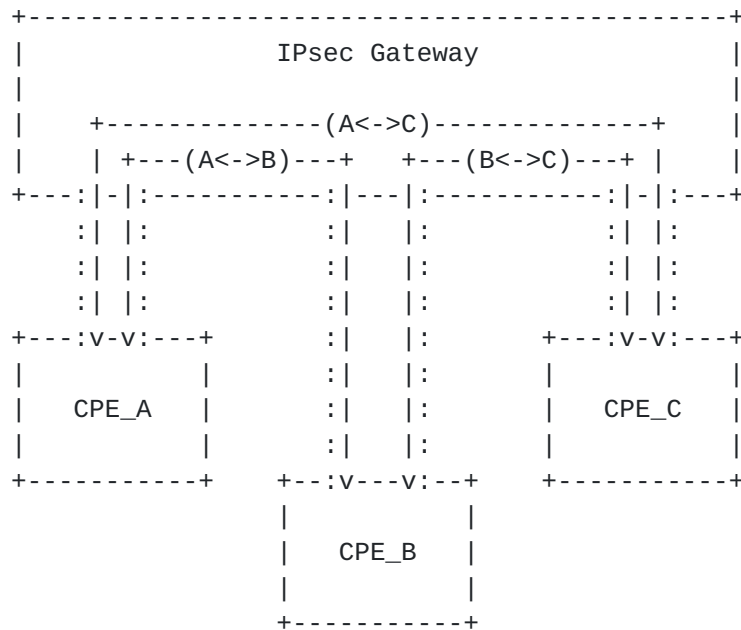 IPsec Gateway
(A<->C)
(A<->B) (B<->C)
CPE_A CPE_C
CPE_B